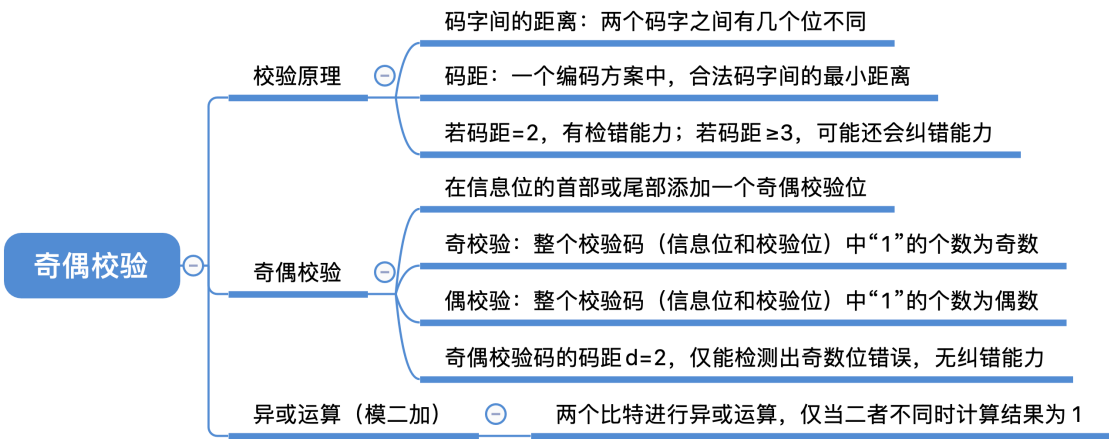 奇偶校验
校验原理
码字间的距离：两个码字之间有几个位不同
码距：一个编码方案中，合法码字间的最小距离
若码距=2，有检错能力；若码距≥3，可能还会纠错能力
奇偶校验
在信息位的首部或尾部添加一个奇偶校验位
奇校验：整个校验码（信息位和校验位）中“1”的个数为奇数
偶校验：整个校验码（信息位和校验位）中“1”的个数为偶数
奇偶校验码的码距d=2，仅能检测出奇数位错误，无纠错能力
异或运算（模二加）
两个比特进行异或运算，仅当二者不同时计算结果为1